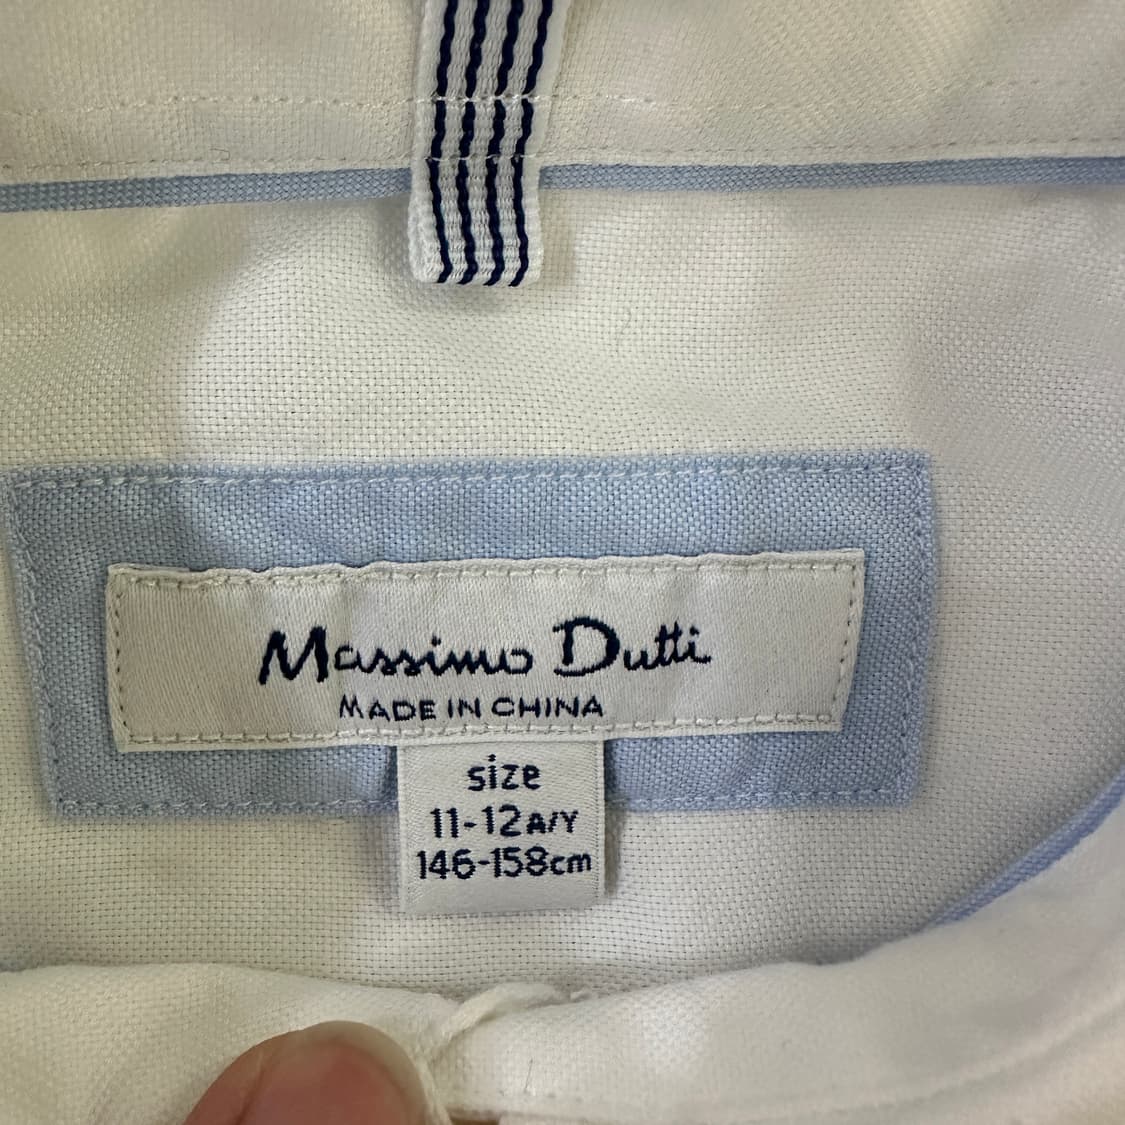 Massimo Dutti
MADE IN CHINA
size
11-12A/Y
146-158cm